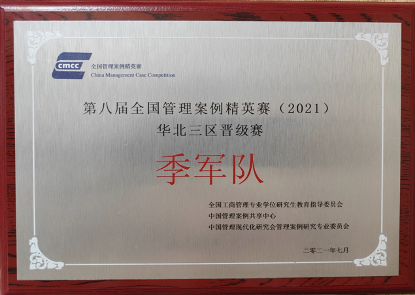 cmcc
全国管理案例精英赛
China Management Case Competition
第八届全国管理案例精英赛（2021）
华北三区晋级赛
季军队
全国工商管理专业学位研究生教育指导委员会
中国管理案例共享中心
中国管理现代化研究会管理案例研究专业委员会
二零二一年七月